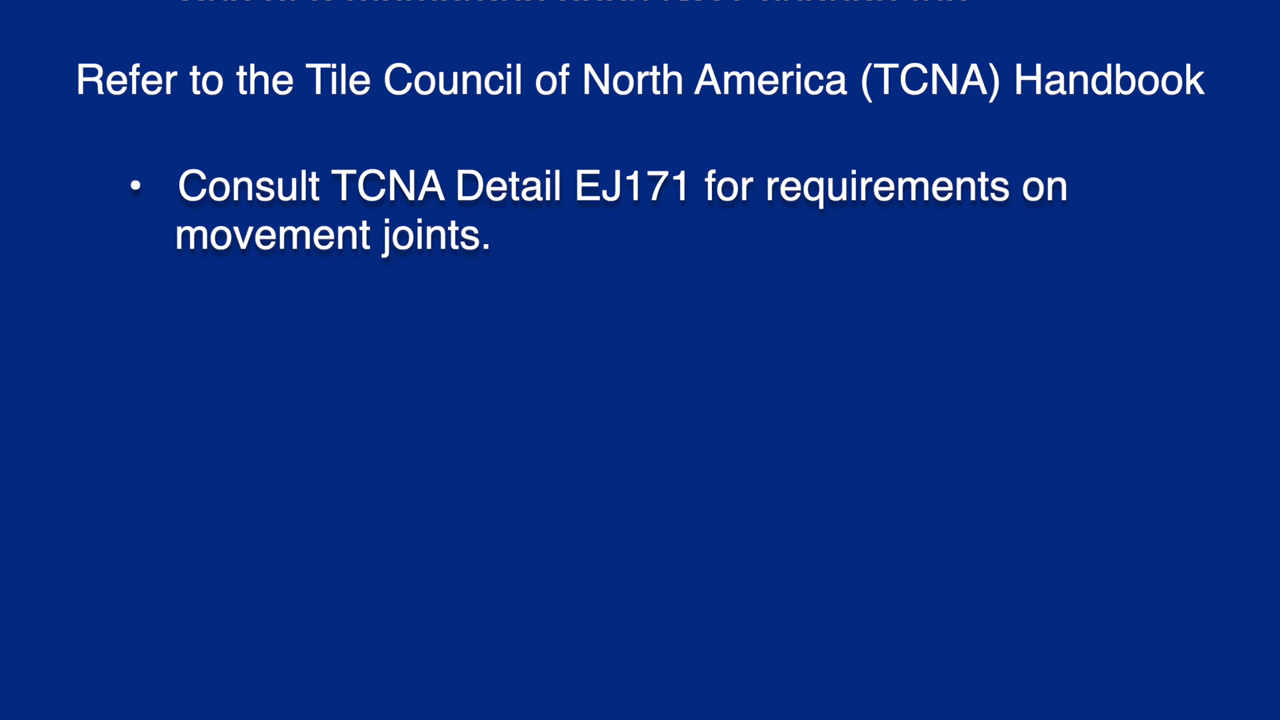 Refer to the Tile Council of North America (TCNA) Handbook
• Consult TCNA Detail EJ171 for requirements on
movement joints.